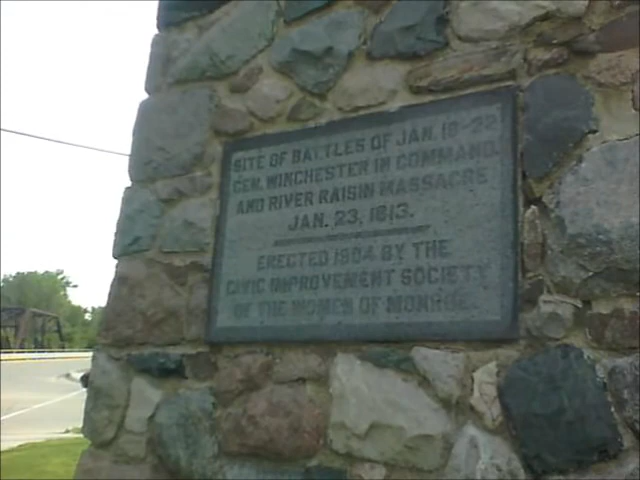 SITE OF BATTLES OF JAN. 18-22
GEN. WINCHESTER IN COMMAND.
AND RIVER RAISIN MASSACRE
JAN. 23, 1813.
ERECTED 1904 BY THE
CIVIC IMPROVEMENT SOCIETY
OF THE WOMEN OF MONROE.